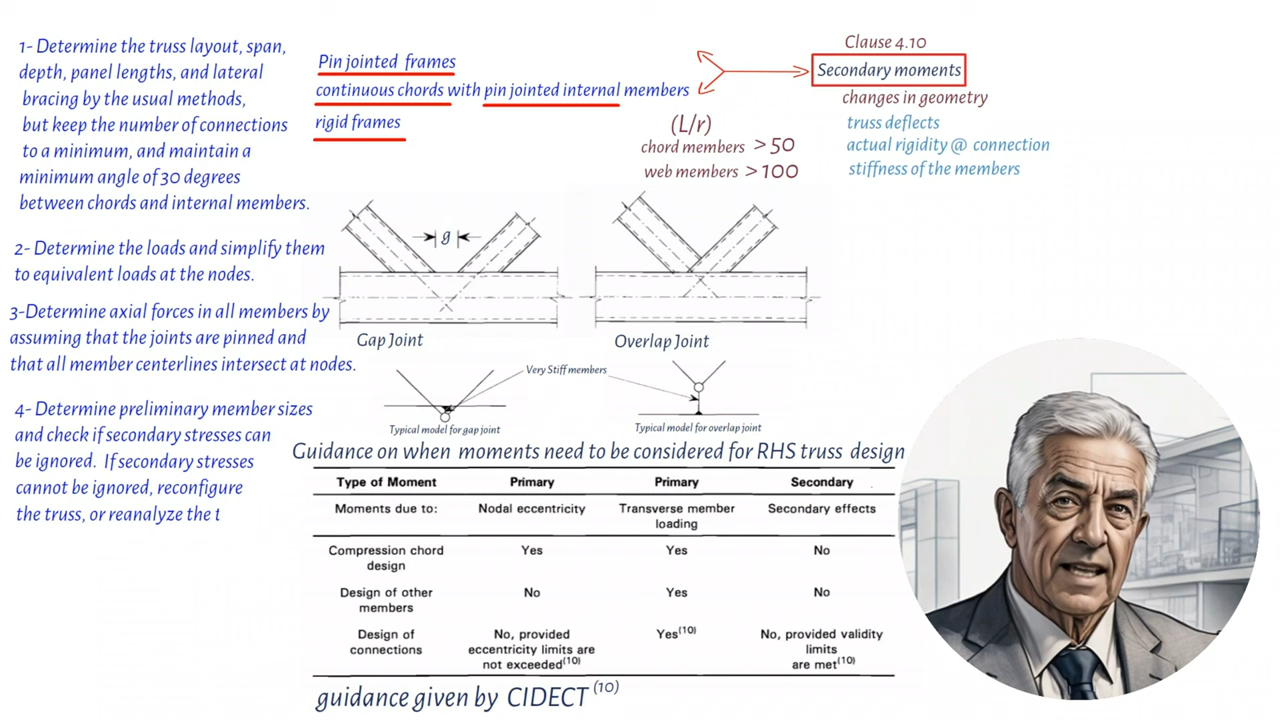 1- Determine the truss layout, span,
depth, panel lengths, and lateral
bracing by the usual methods,
but keep the number of connections
to a minimum, and maintain a
minimum angle of 30 degrees
between chords and internal members.
2- Determine the loads and simplify them
to equivalent loads at the nodes.
3-Determine axial forces in all members by
assuming that the joints are pinned and
that all member centerlines intersect at nodes.
4- Determine preliminary member sizes
and check if secondary stresses can
be ignored. If secondary stresses
cannot be ignored, reconfigure
the truss, or reanalyze the t
Pin jointed frames
continuous chords with pin jointed internal members
rigid frames
(L/r)
chord members >50
web members >100
Clause 4.10
Secondary moments
changes in geometry
truss deflects
actual rigidity @ connection
stiffness of the members
g
Gap Joint
Overlap Joint
Very Stiff members
Typical model for gap joint
Typical model for overlap joint
Guidance on when moments need to be considered for RHS truss design
Type of Moment Primary Primary Secondary
Moments due to: Nodal eccentricity Transverse member loading Secondary effects
Compression chord design Yes Yes No
Design of other members No Yes No
Design of connections No, provided eccentricity limits are not exceeded(10) Yes(10) No, provided validity limits are met(10)
guidance given by CIDECT (10)